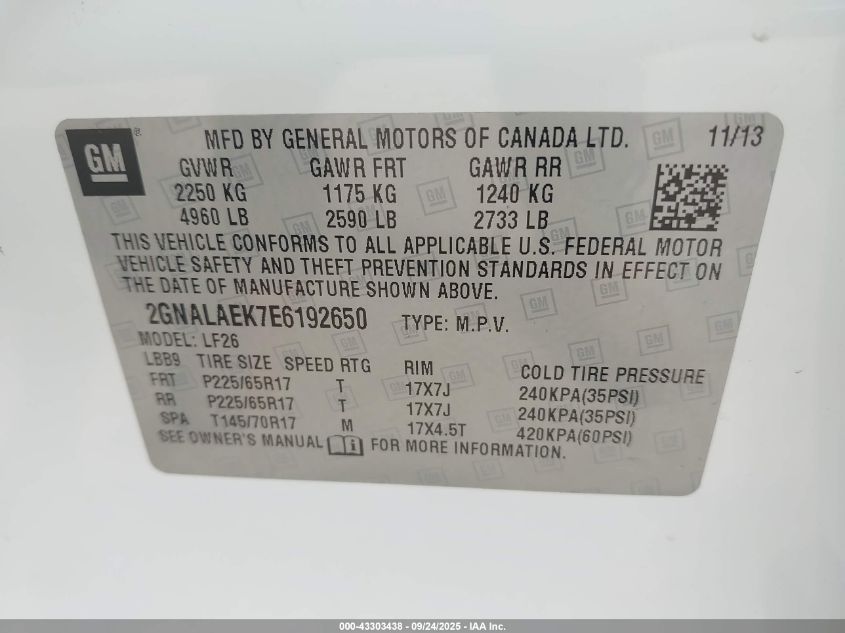 GM ® MFD BY GENERAL MOTORS OF CANADA LTD. 11/13
GVWR GAWR FRT GAWR RR
2250 KG 1175 KG 1240 KG
4960 LB 2590 LB 2733 LB
THIS VEHICLE CONFORMS TO ALL APPLICABLE U.S. FEDERAL MOTOR
VEHICLE SAFETY AND THEFT PREVENTION STANDARDS IN EFFECT ON
THE DATE OF MANUFACTURE SHOWN ABOVE.
2GNALAEK7E6192650 TYPE: M.P.V.
MODEL: LF26
LBB9 TIRE SIZE SPEED RTG RIM COLD TIRE PRESSURE
FRT P225/65R17 T 17X7J 240KPA(35PSI)
RR P225/65R17 T 17X7J 240KPA(35PSI)
SPA T145/70R17 M 17X4.5T 420KPA(60PSI)
SEE OWNER'S MANUAL i FOR MORE INFORMATION.
000-43303438 - 09/24/2025 - IAA Inc.